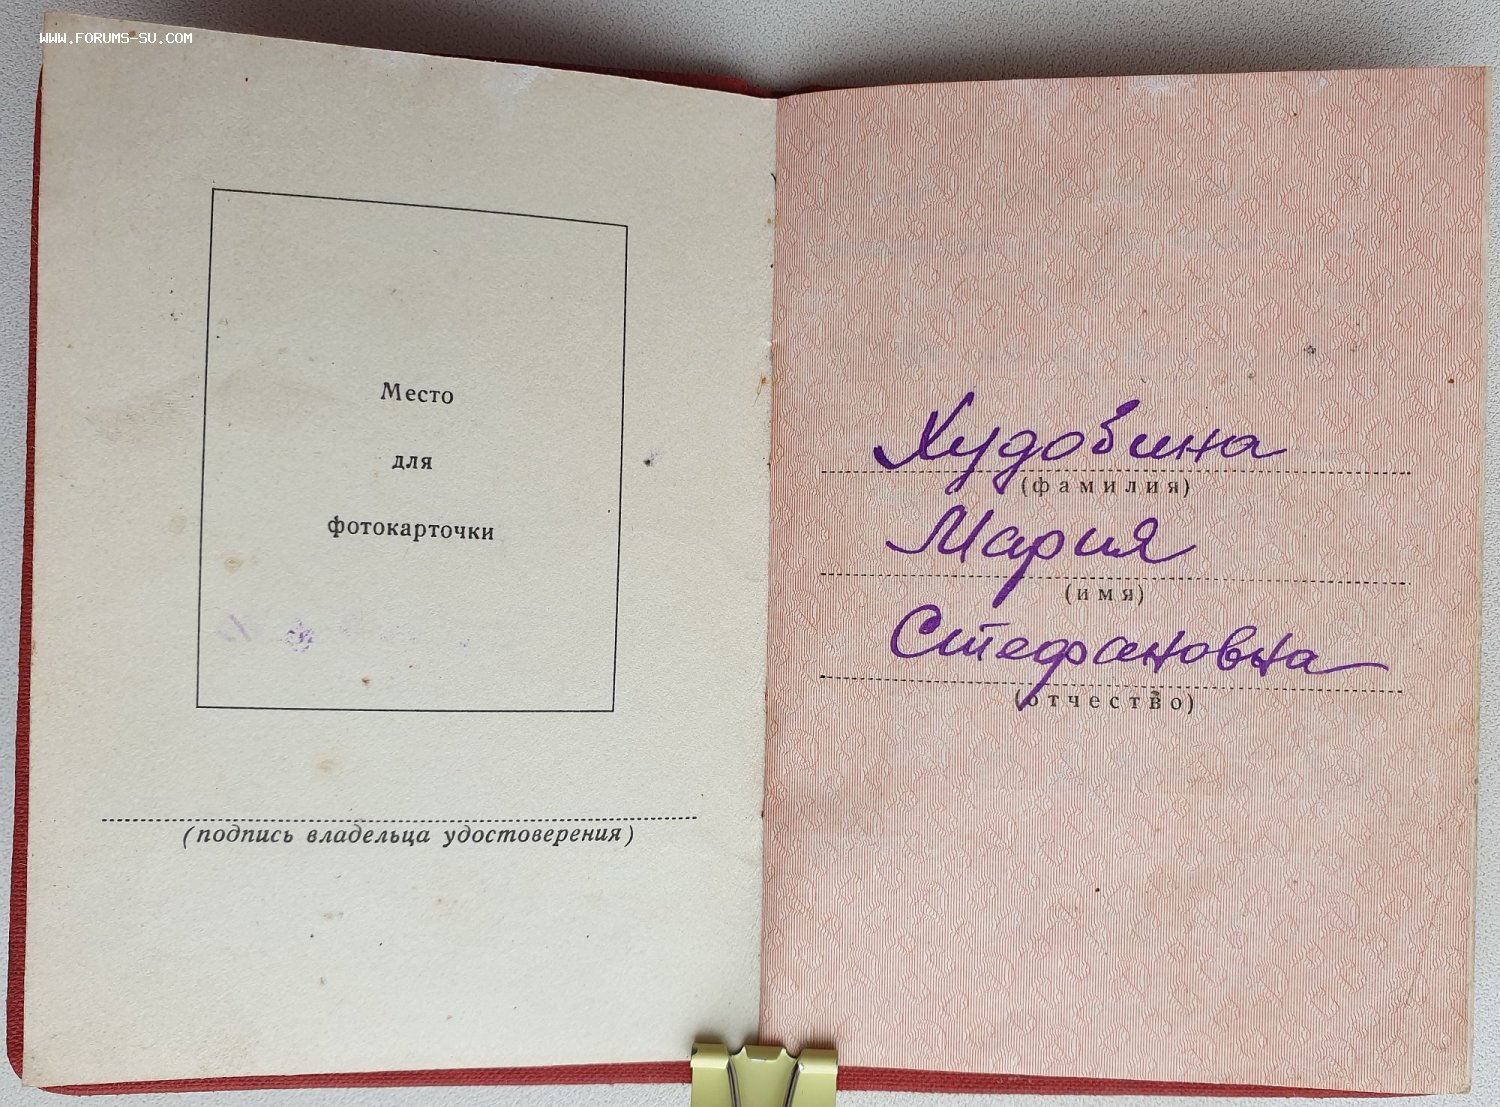 WWW.FORUMS-SU.COM
Место
для
фотокарточки
(подпись владельца удостоверения)
Худобина
(фамилия)
Мария
(имя)
Стефановна
(отчество)